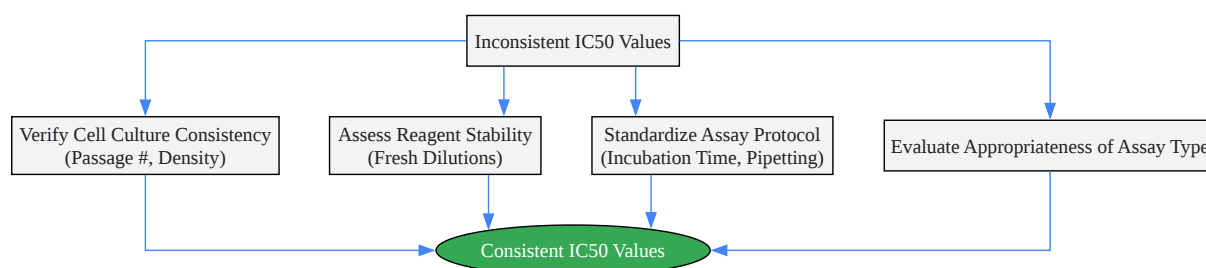 Inconsistent IC50 Values
Verify Cell Culture Consistency
(Passage #, Density)
Assess Reagent Stability
(Fresh Dilutions)
Standardize Assay Protocol
(Incubation Time, Pipetting)
Evaluate Appropriateness of Assay Type
Consistent IC50 Values